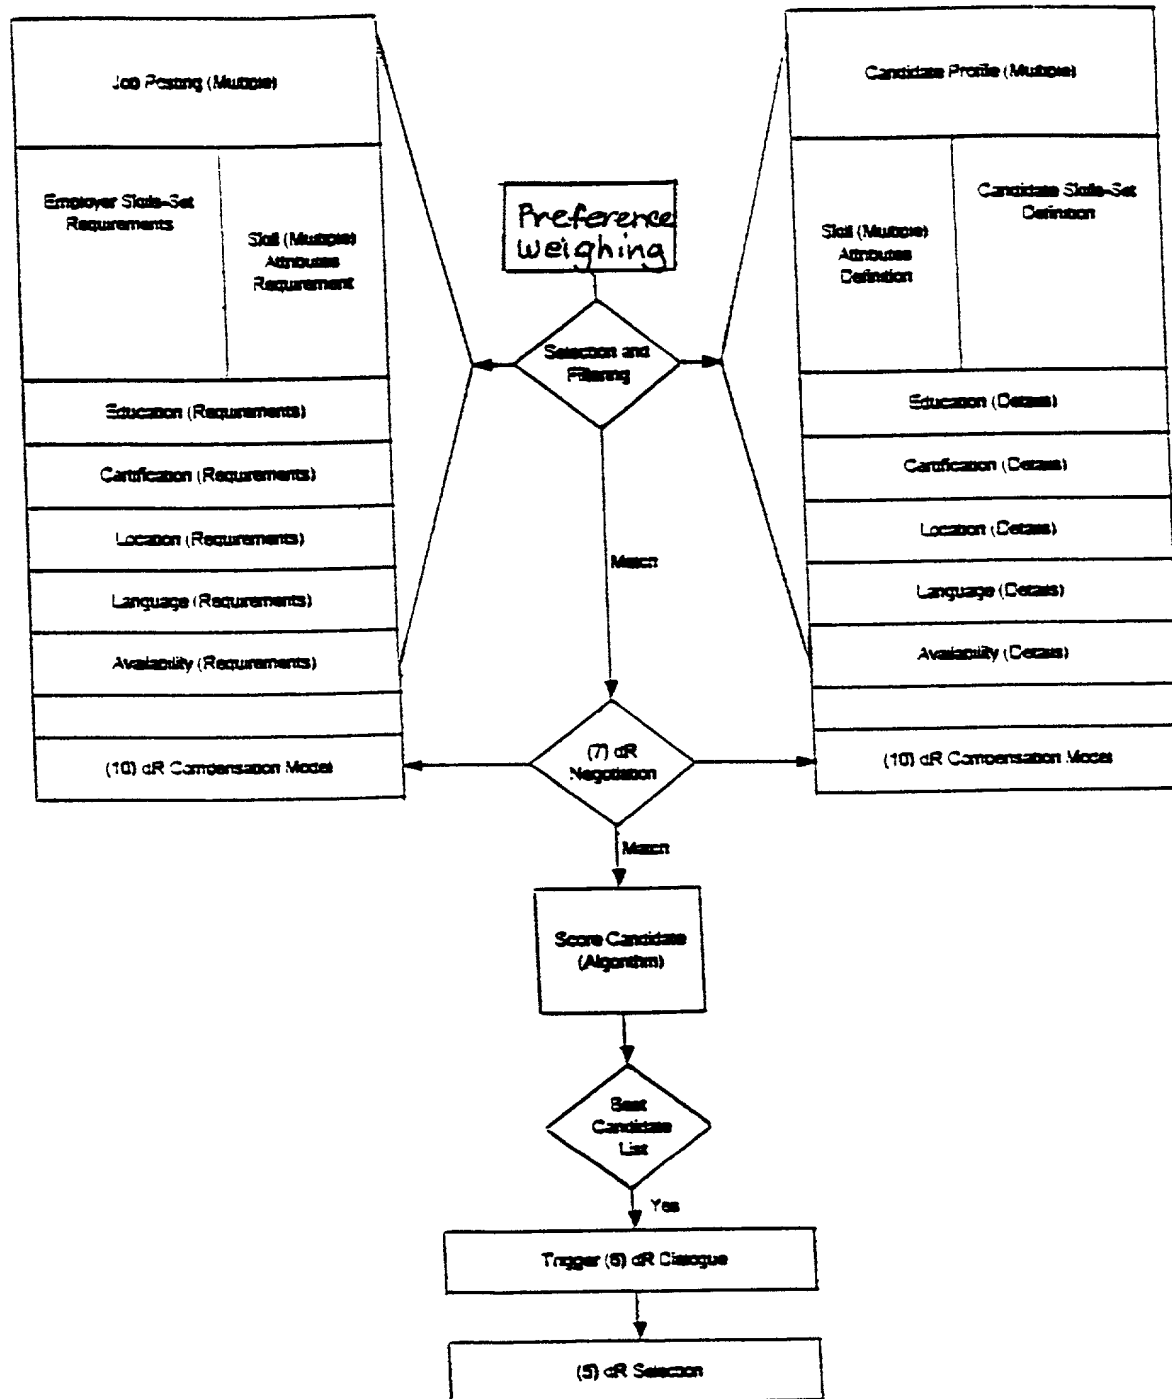 Job Posting (Multiple)
Employer Skills-Set
Requirements
Skill (Multiple)
Attributes
Requirement
Education (Requirements)
Certification (Requirements)
Location (Requirements)
Language (Requirements)
Availability (Requirements)
(10) dR Compensation Model
Preference
Weighing
Selection and
Filtering
Match
(7) dR
Negotiation
Match
Score Candidate
(Algorithm)
Best
Candidate
List
Yes
Trigger (6) dR Dialogue
(5) dR Selection
Candidate Profile (Multiple)
Skill (Multiple)
Attributes
Definition
Candidate Skills-Set
Definition
Education (Details)
Certification (Details)
Location (Details)
Language (Details)
Availability (Details)
(10) dR Compensation Model